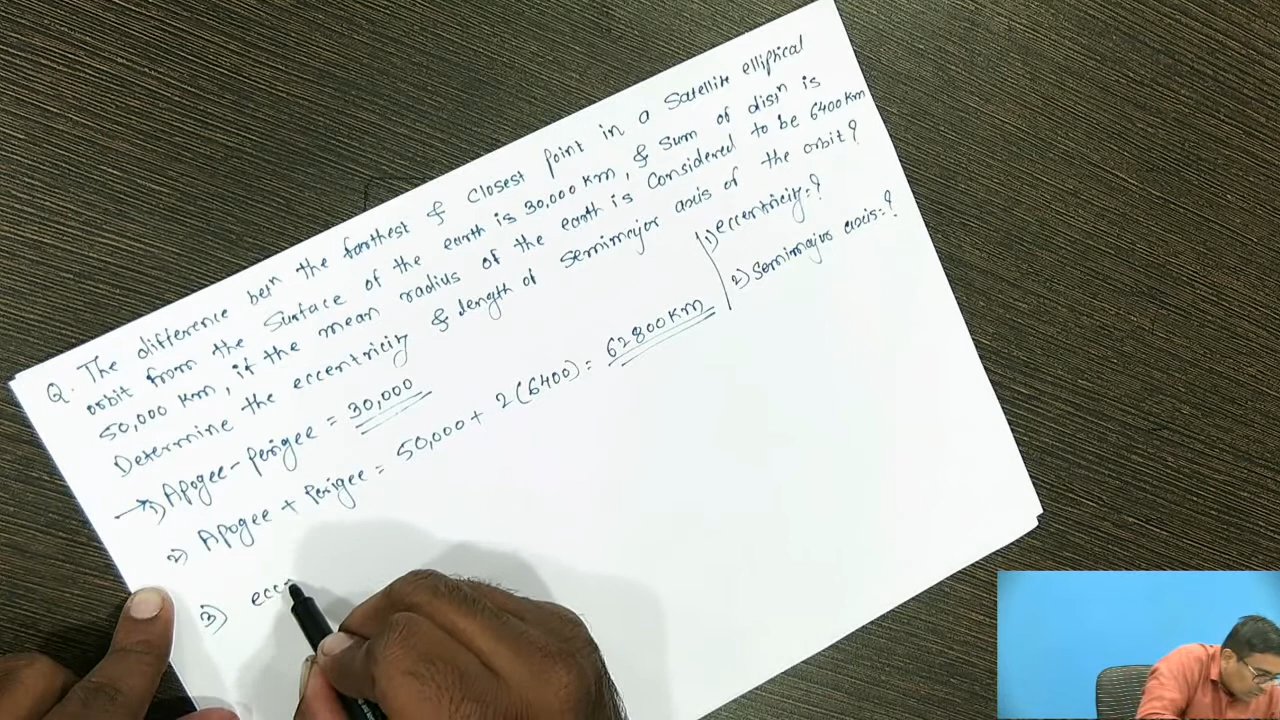 Q. The difference betⁿ the farthest & closest point in a satellite elliptical
orbit from the surface of the earth is 30,000 Km, & sum of distⁿ is
50,000 Km, if the mean radius of the earth is considered to be 6400 Km
Determine the eccentricity & length of semimajor axis of the orbit?
1) eccentricity=?
2) Semimajor axis=?
→1) Apogee - Perigee = 30,000
2) Apogee + Perigee = 50,000 + 2(6400) = 62800 Km
3) ecc